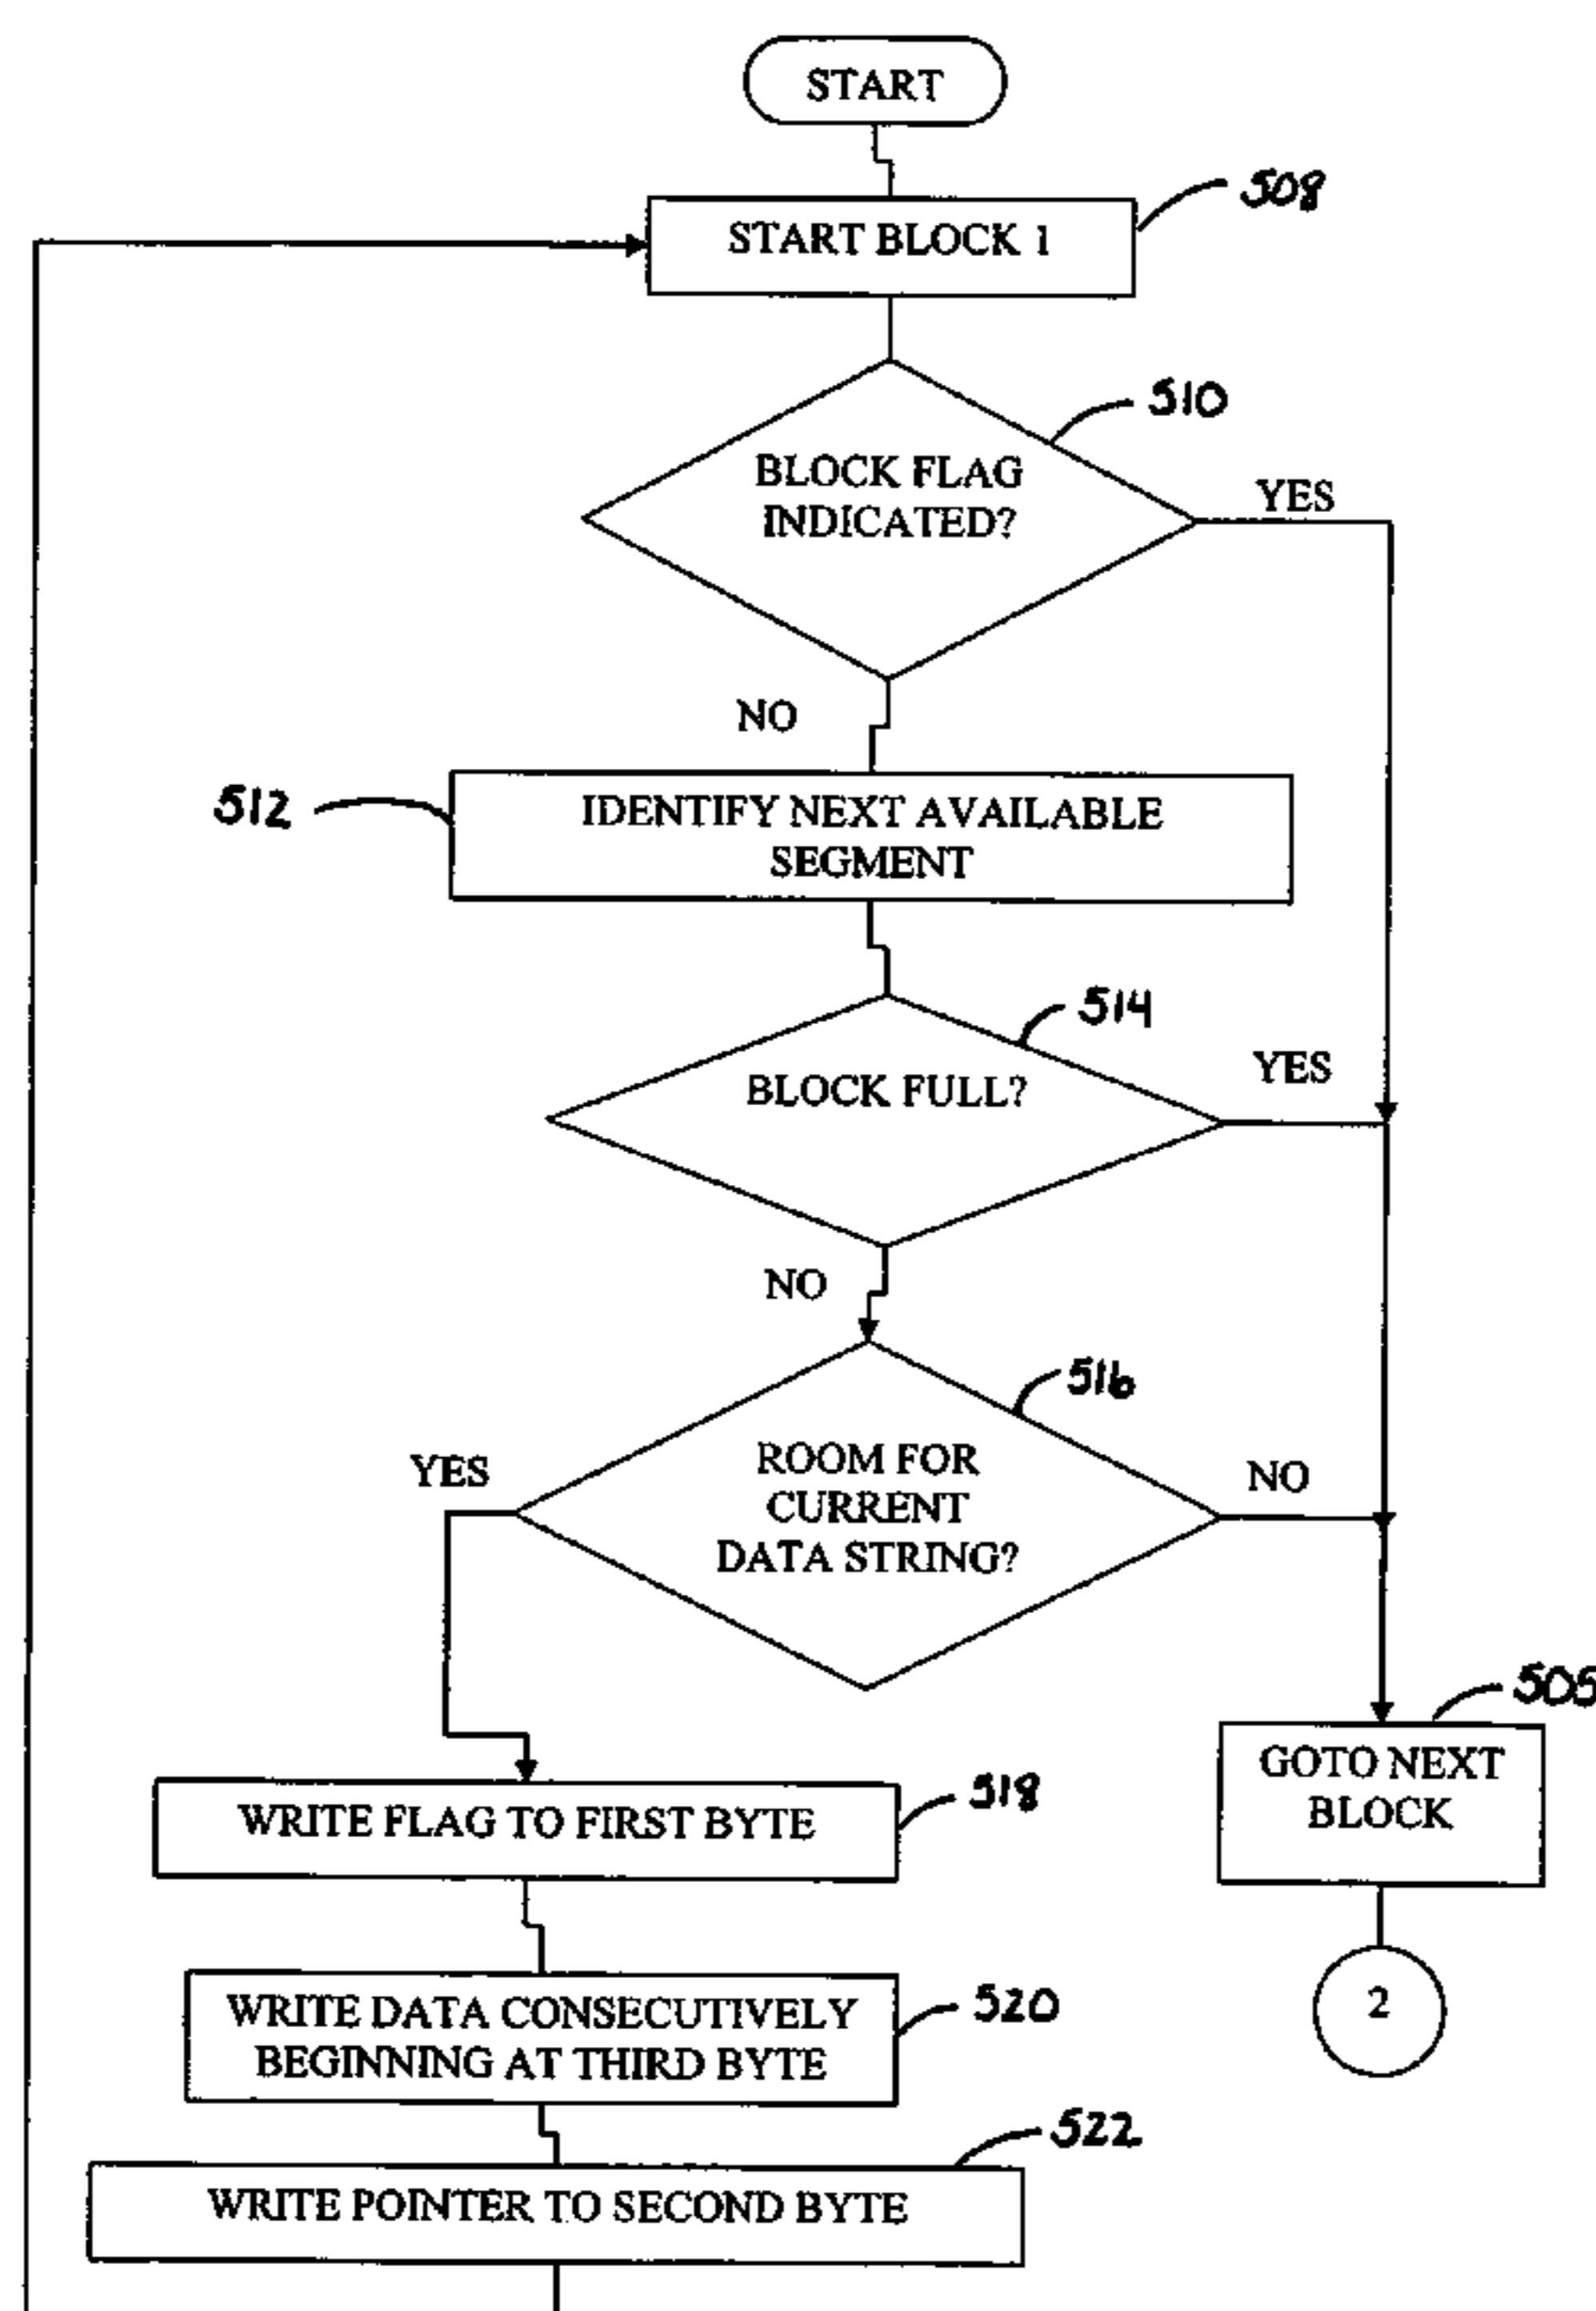 START
START BLOCK 1
508
BLOCK FLAG
INDICATED?
510
YES
NO
512
IDENTIFY NEXT AVAILABLE
SEGMENT
514
BLOCK FULL?
YES
NO
516
YES
ROOM FOR
CURRENT
DATA STRING?
NO
505
GOTO NEXT
BLOCK
WRITE FLAG TO FIRST BYTE
518
WRITE DATA CONSECUTIVELY
BEGINNING AT THIRD BYTE
520
2
522
WRITE POINTER TO SECOND BYTE